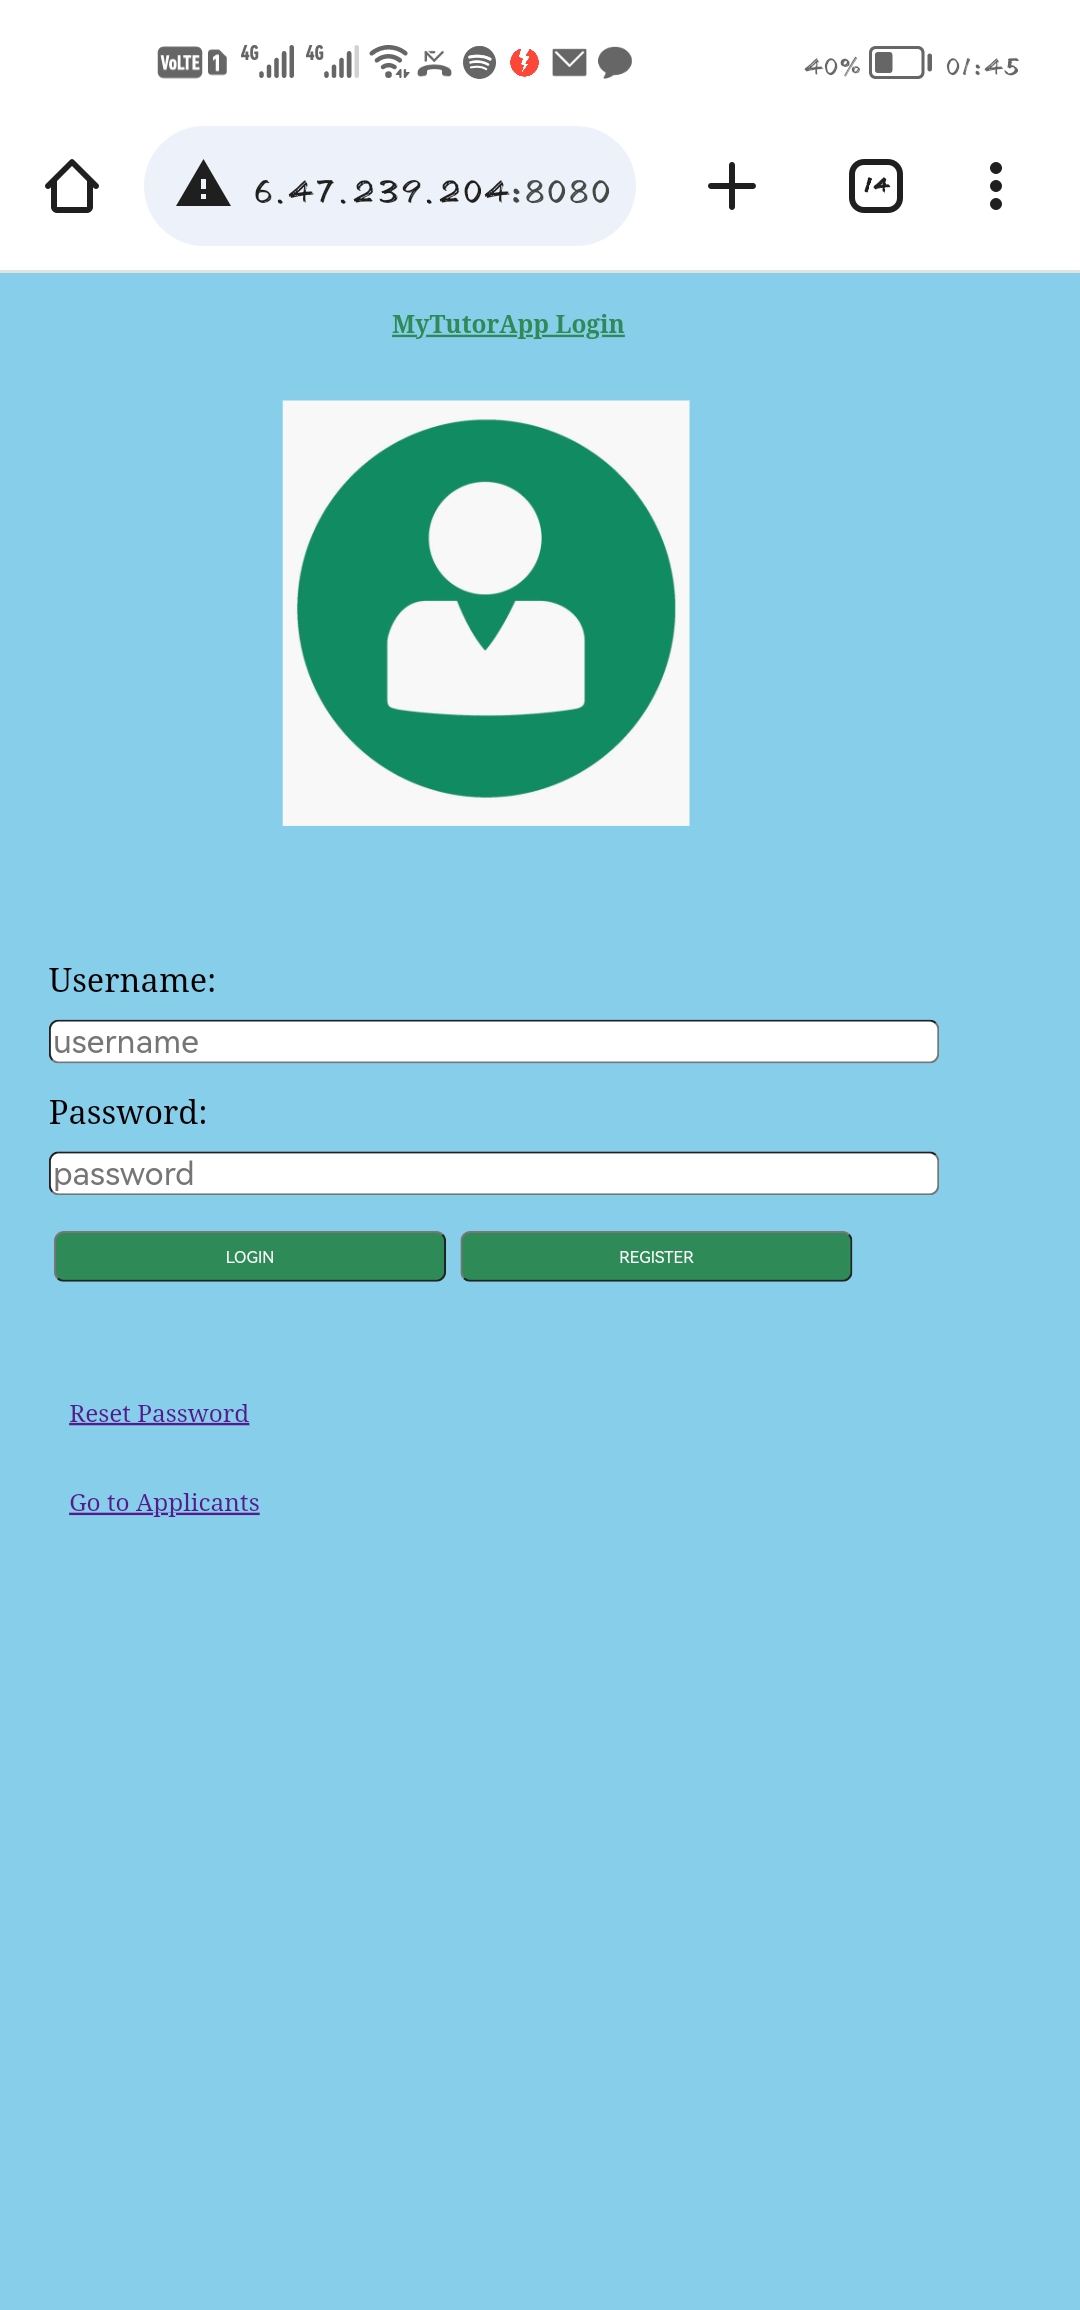 VoLTE 1 4G 4G 40% 01:45
6.47.239.204:8080 14
MyTutorApp Login
Username:
username
Password:
password
LOGIN REGISTER
Reset Password
Go to Applicants